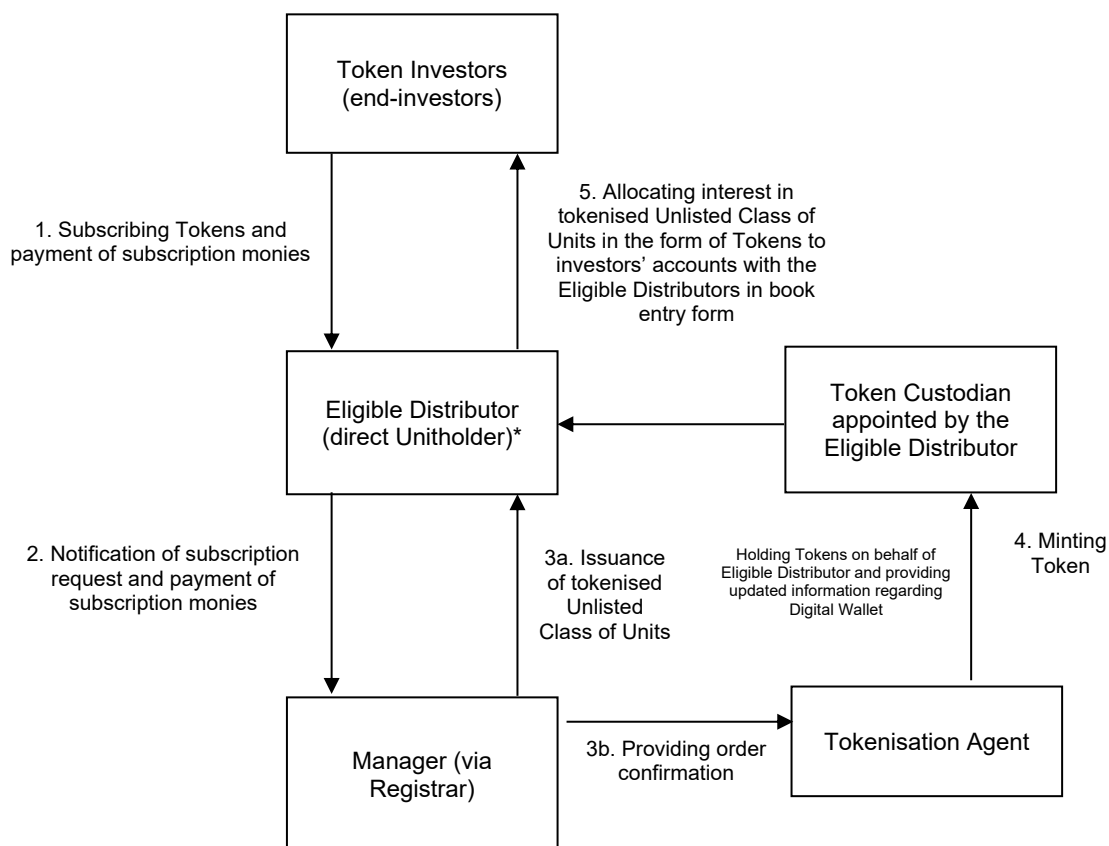 Token Investors
(end-investors)
1. Subscribing Tokens and
payment of subscription monies
5. Allocating interest in
tokenised Unlisted Class of
Units in the form of Tokens to
investors' accounts with the
Eligible Distributors in book
entry form
Eligible Distributor
(direct Unitholder)*
Token Custodian
appointed by the
Eligible Distributor
2. Notification of subscription
request and payment of
subscription monies
3a. Issuance
of tokenised
Unlisted
Class of Units
Holding Tokens on behalf of
Eligible Distributor and providing
updated information regarding
Digital Wallet
4. Minting
Token
Manager (via
Registrar)
3b. Providing order
confirmation
Tokenisation Agent